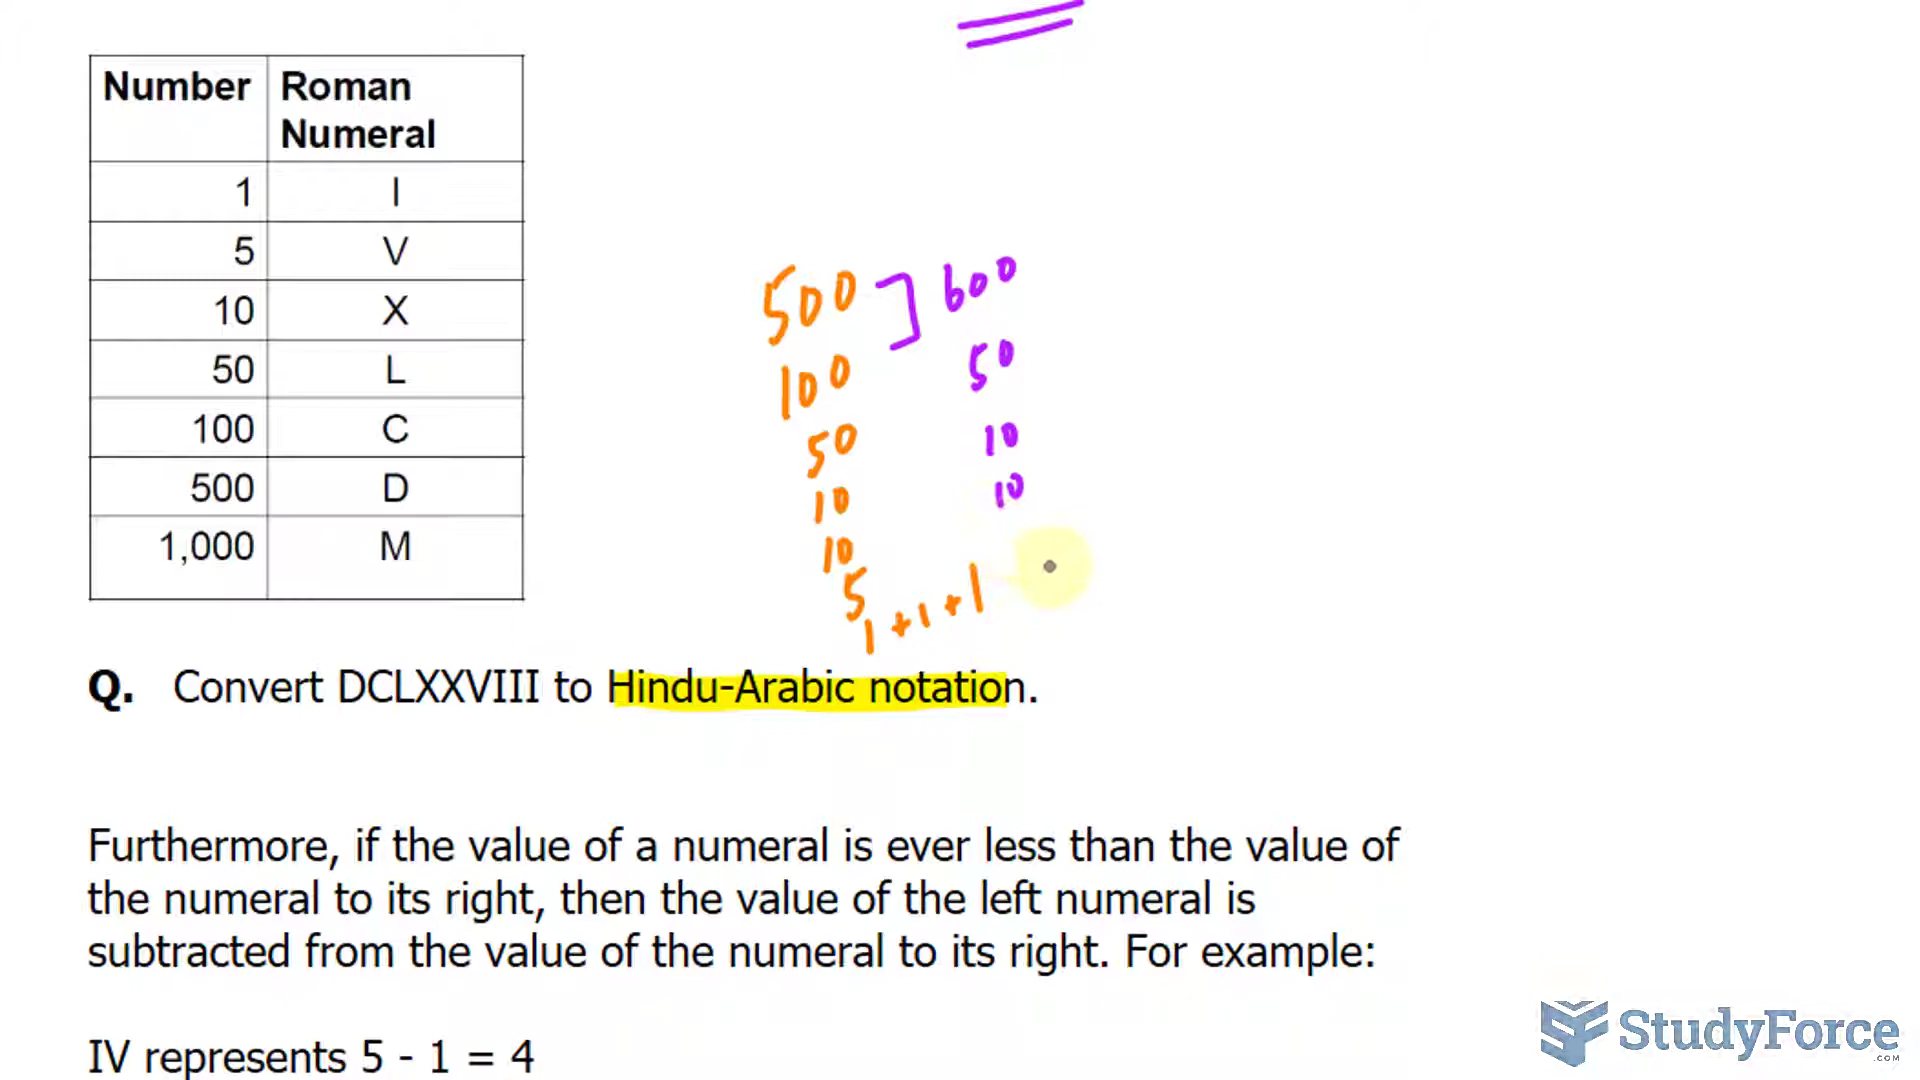 Number Roman Numeral
1 I
5 V
10 X
50 L
100 C
500 D
1,000 M
500 ] 600
100 50
50 10
10 10
10
5
1 + 1 + 1
Q. Convert DCLXXVIII to Hindu-Arabic notation.
Furthermore, if the value of a numeral is ever less than the value of
the numeral to its right, then the value of the left numeral is
subtracted from the value of the numeral to its right. For example:
IV represents 5 - 1 = 4
StudyForce
.COM